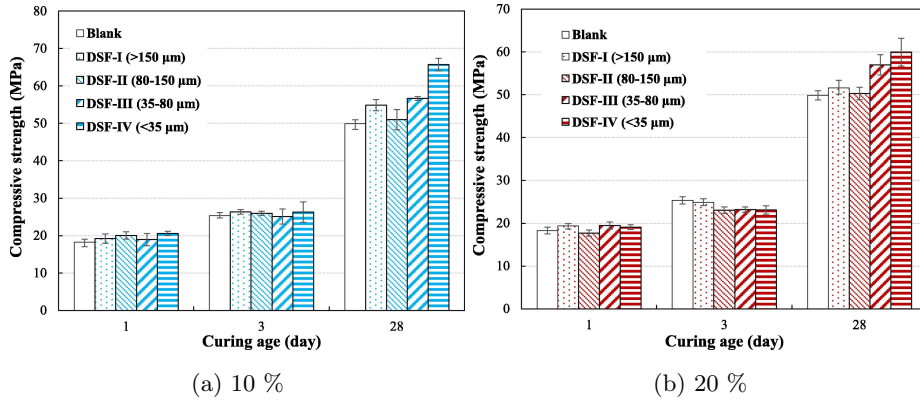 80
70
60
50
40
30
20
10
0
Compressive strength (MPa)
Blank
DSF-I (>150 μm)
DSF-II (80-150 μm)
DSF-III (35-80 μm)
DSF-IV (<35 μm)
1
3
28
Curing age (day)
(a) 10 %
70
60
50
40
30
20
10
0
Compressive strength (MPa)
Blank
DSF-I (>150 μm)
DSF-II (80-150 μm)
DSF-III (35-80 μm)
DSF-IV (<35 μm)
1
3
28
Curing age (day)
(b) 20 %